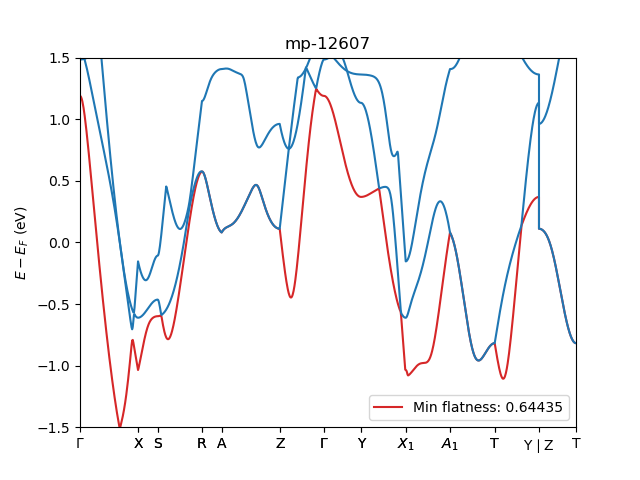 mp-12607
E − E_F (eV)
1.5
1.0
0.5
0.0
−0.5
−1.0
−1.5
Min flatness: 0.64435
Γ X S R A Z Γ Y X₁ A₁ T Y | Z T